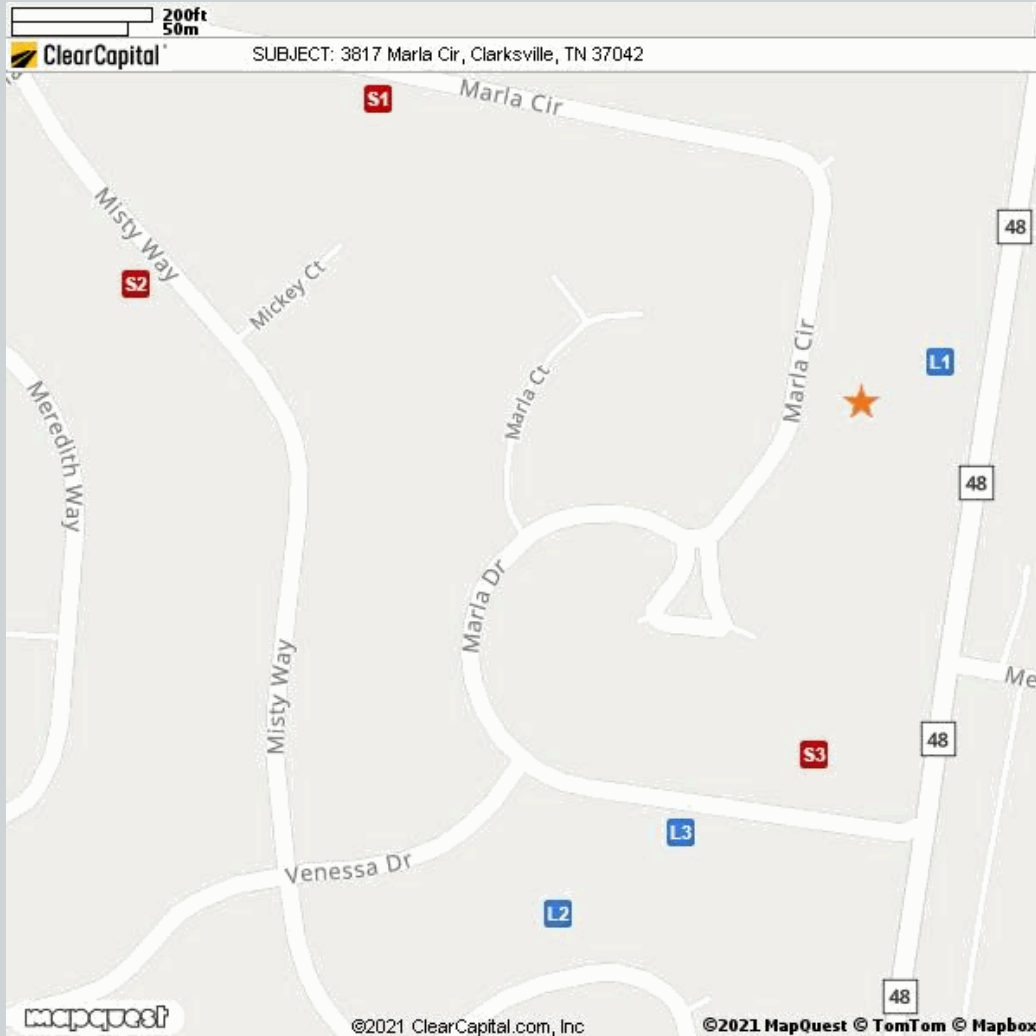 200ft
50m
ClearCapital SUBJECT: 3817 Marla Cir, Clarksville, TN 37042
S1
Marla Cir
Misty Way
48
S2
Mickey Ct
Marla Cir
L1
Marla Ct
Meredith Way
48
Marla Dr
Misty Way
Me
48
S3
L3
Venessa Dr
L2
48
mapquest
©2021 ClearCapital.com, Inc
©2021 MapQuest © TomTom © Mapbox